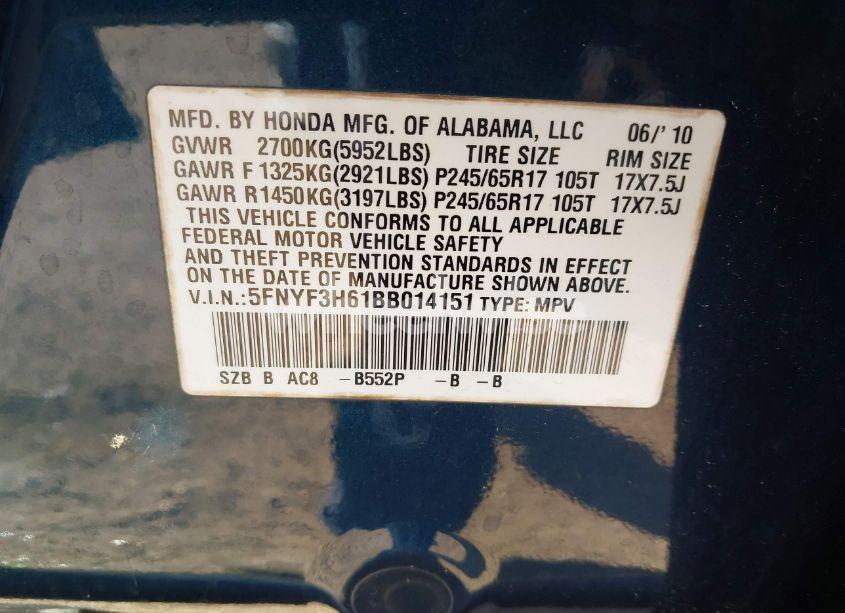 MFD. BY HONDA MFG. OF ALABAMA, LLC 06/' 10
GVWR 2700KG(5952LBS) TIRE SIZE RIM SIZE
GAWR F 1325KG(2921LBS) P245/65R17 105T 17X7.5J
GAWR R1450KG(3197LBS) P245/65R17 105T 17X7.5J
THIS VEHICLE CONFORMS TO ALL APPLICABLE
FEDERAL MOTOR VEHICLE SAFETY
AND THEFT PREVENTION STANDARDS IN EFFECT
ON THE DATE OF MANUFACTURE SHOWN ABOVE.
V.I.N.:5FNYF3H61BB014151 TYPE: MPV
SZB B AC8 -B552P -B -B